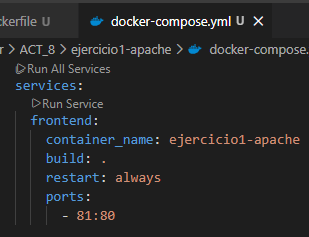 ckerfile U
docker-compose.yml U
r > ACT_8 > ejercicio1-apache > docker-compose.
Run All Services
services:
Run Service
frontend:
container_name: ejercicio1-apache
build: .
restart: always
ports:
- 81:80